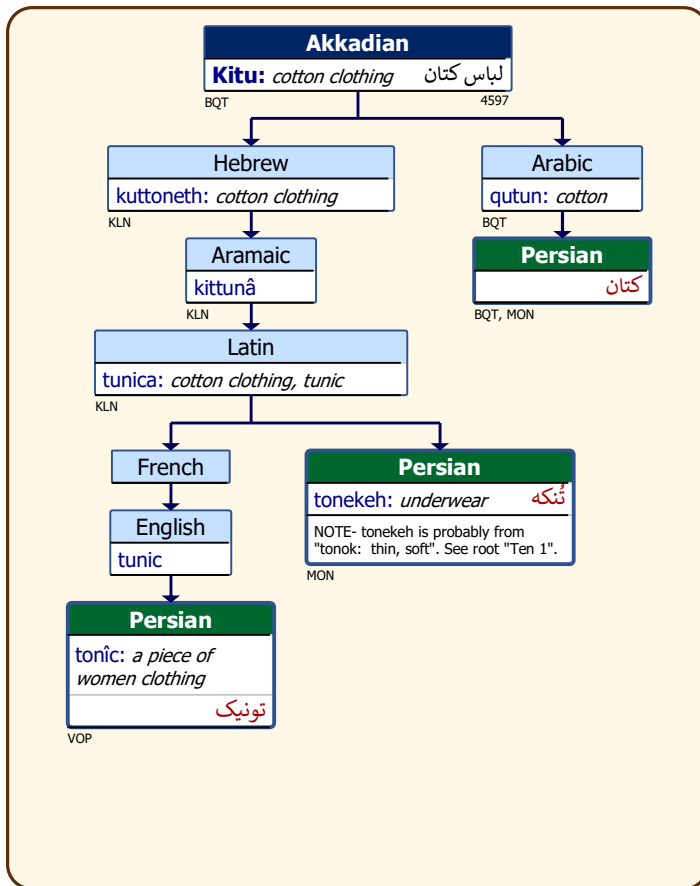 Akkadian
Kitu: cotton clothing لباس کتان
BQT 4597
Hebrew
kuttoneth: cotton clothing
KLN
Arabic
qutun: cotton
BQT
Aramaic
kittunâ
KLN
Persian
کتان
BQT, MON
Latin
tunica: cotton clothing, tunic
KLN
French
English
tunic
Persian
tonekeh: underwear تُنکه
NOTE- tonekeh is probably from
"tonok: thin, soft". See root "Ten 1".
MON
Persian
tonîc: a piece of
women clothing
تونیک
VOP